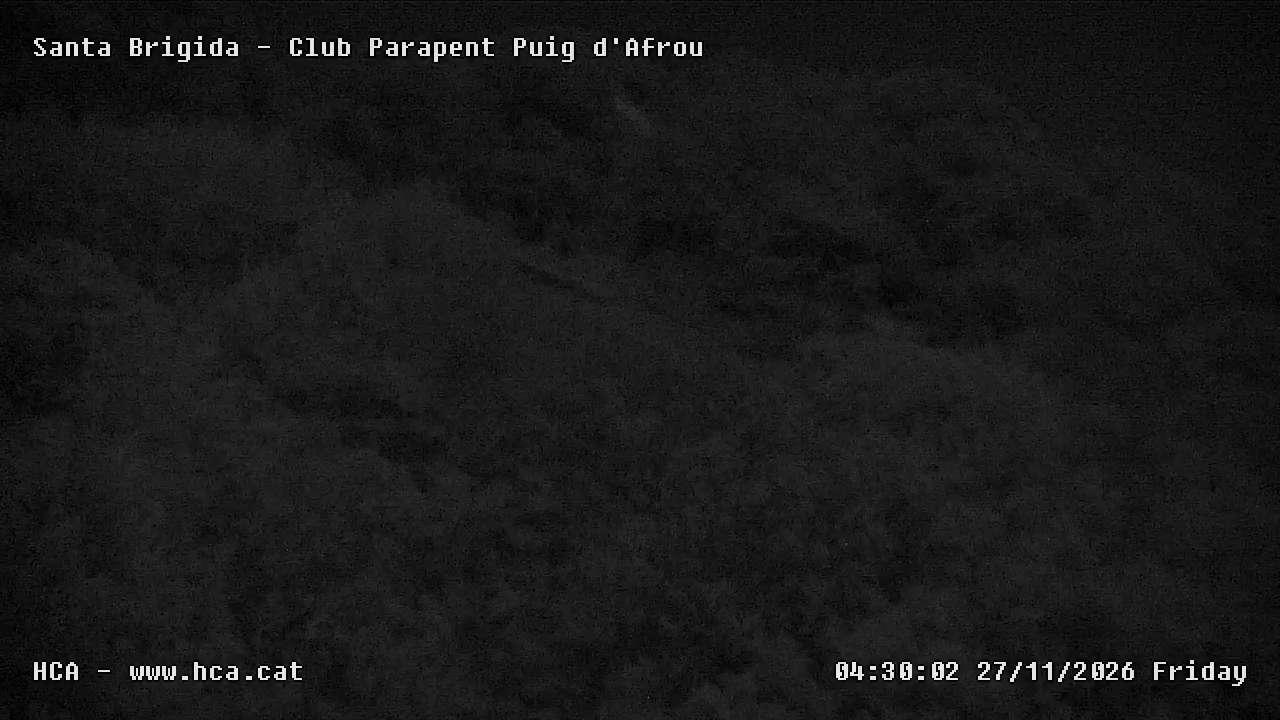 Santa Brigida - Club Parapent Puig d'Afrou
HCA - www.hca.cat
04:30:02 27/11/2026 Friday